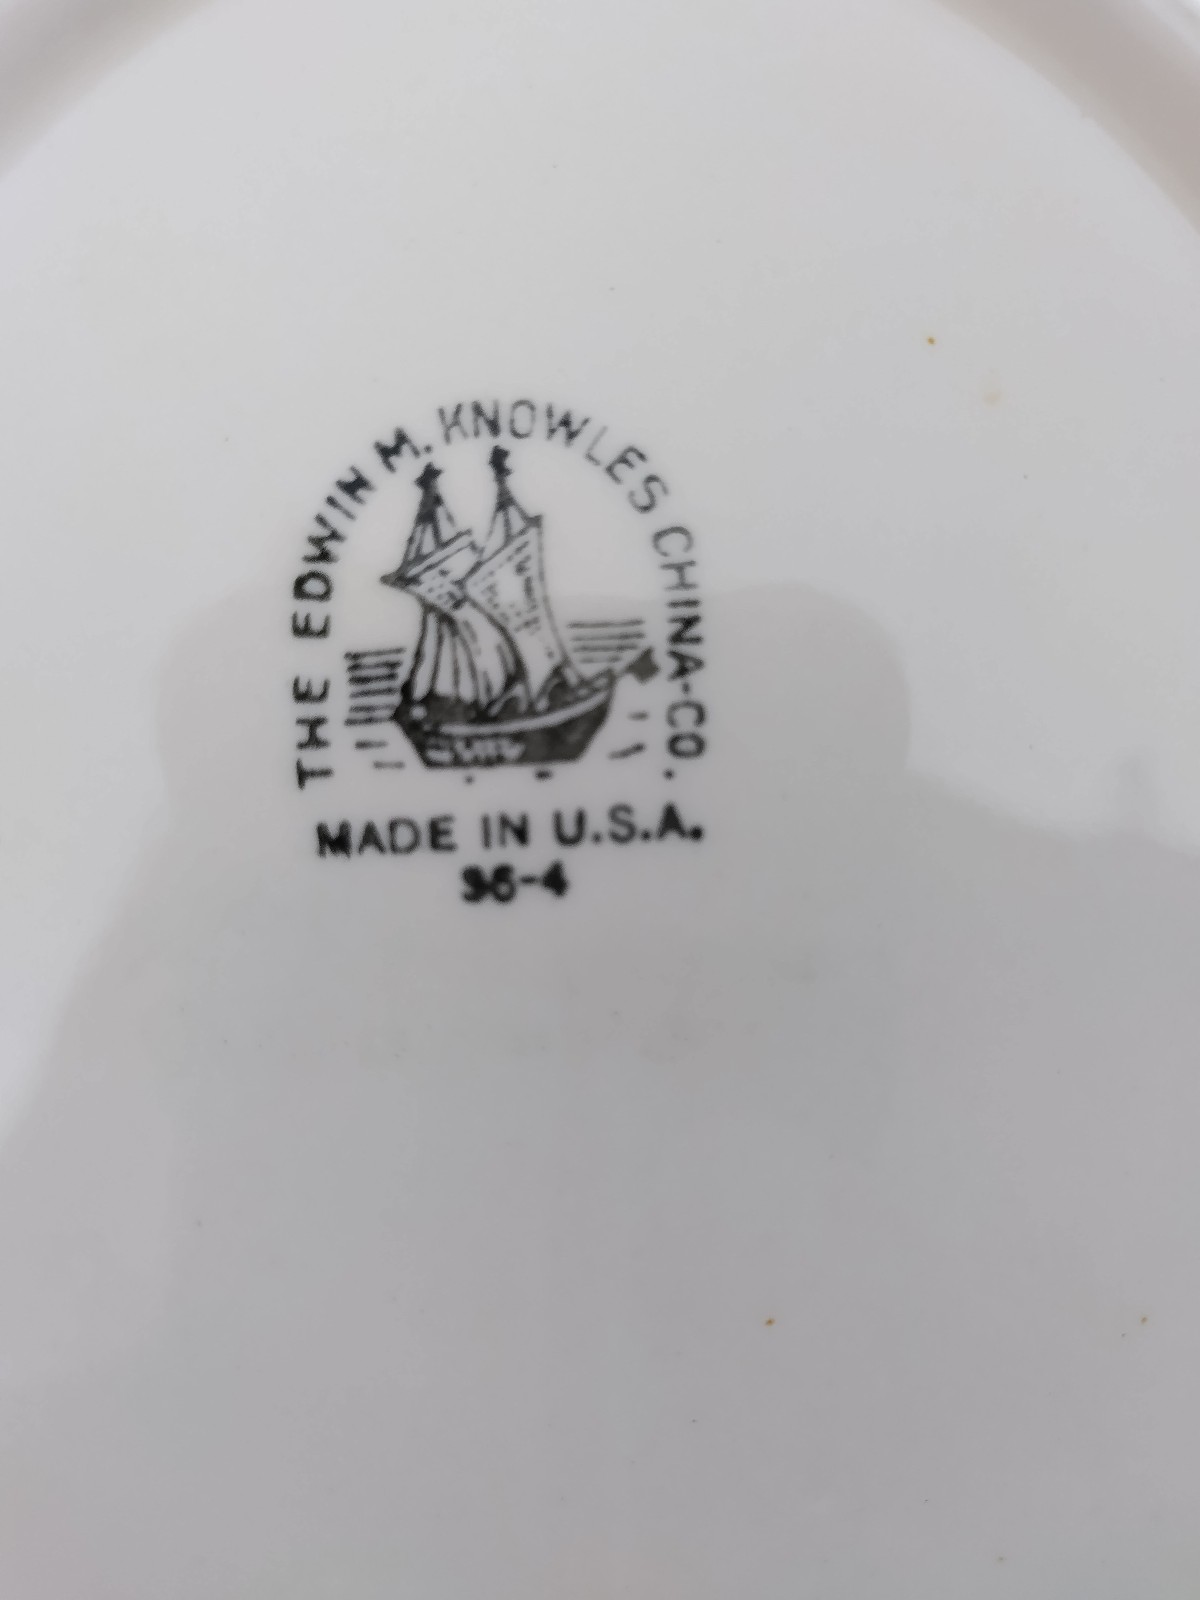 THE EDWIN M. KNOWLES CHINA-CO.
MADE IN U.S.A.
36-4